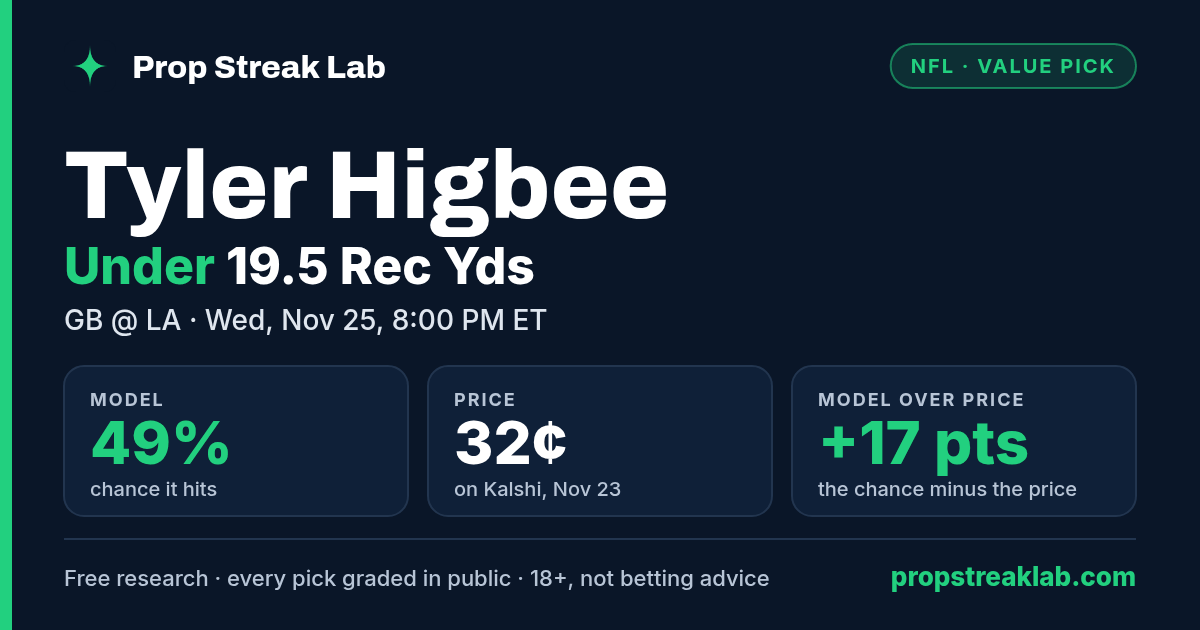 Prop Streak Lab
NFL · VALUE PICK
Tyler Higbee
Under 19.5 Rec Yds
GB @ LA · Wed, Nov 25, 8:00 PM ET
MODEL
49%
chance it hits
PRICE
32¢
on Kalshi, Nov 23
MODEL OVER PRICE
+17 pts
the chance minus the price
Free research · every pick graded in public · 18+, not betting advice
propstreaklab.com